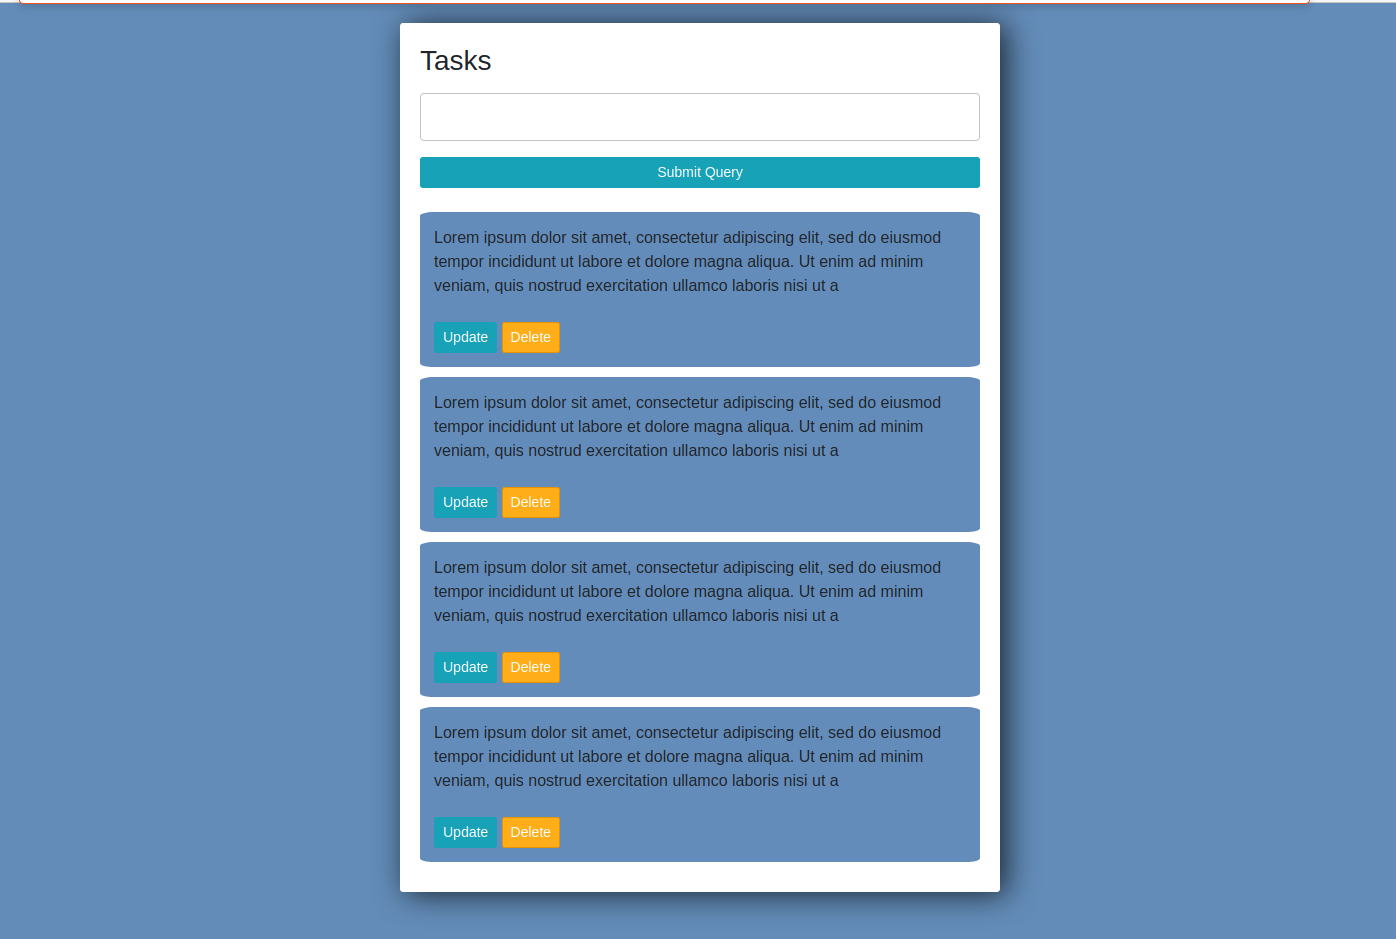 Tasks
Submit Query
Lorem ipsum dolor sit amet, consectetur adipiscing elit, sed do eiusmod
tempor incididunt ut labore et dolore magna aliqua. Ut enim ad minim
veniam, quis nostrud exercitation ullamco laboris nisi ut a
Update Delete
Lorem ipsum dolor sit amet, consectetur adipiscing elit, sed do eiusmod
tempor incididunt ut labore et dolore magna aliqua. Ut enim ad minim
veniam, quis nostrud exercitation ullamco laboris nisi ut a
Update Delete
Lorem ipsum dolor sit amet, consectetur adipiscing elit, sed do eiusmod
tempor incididunt ut labore et dolore magna aliqua. Ut enim ad minim
veniam, quis nostrud exercitation ullamco laboris nisi ut a
Update Delete
Lorem ipsum dolor sit amet, consectetur adipiscing elit, sed do eiusmod
tempor incididunt ut labore et dolore magna aliqua. Ut enim ad minim
veniam, quis nostrud exercitation ullamco laboris nisi ut a
Update Delete